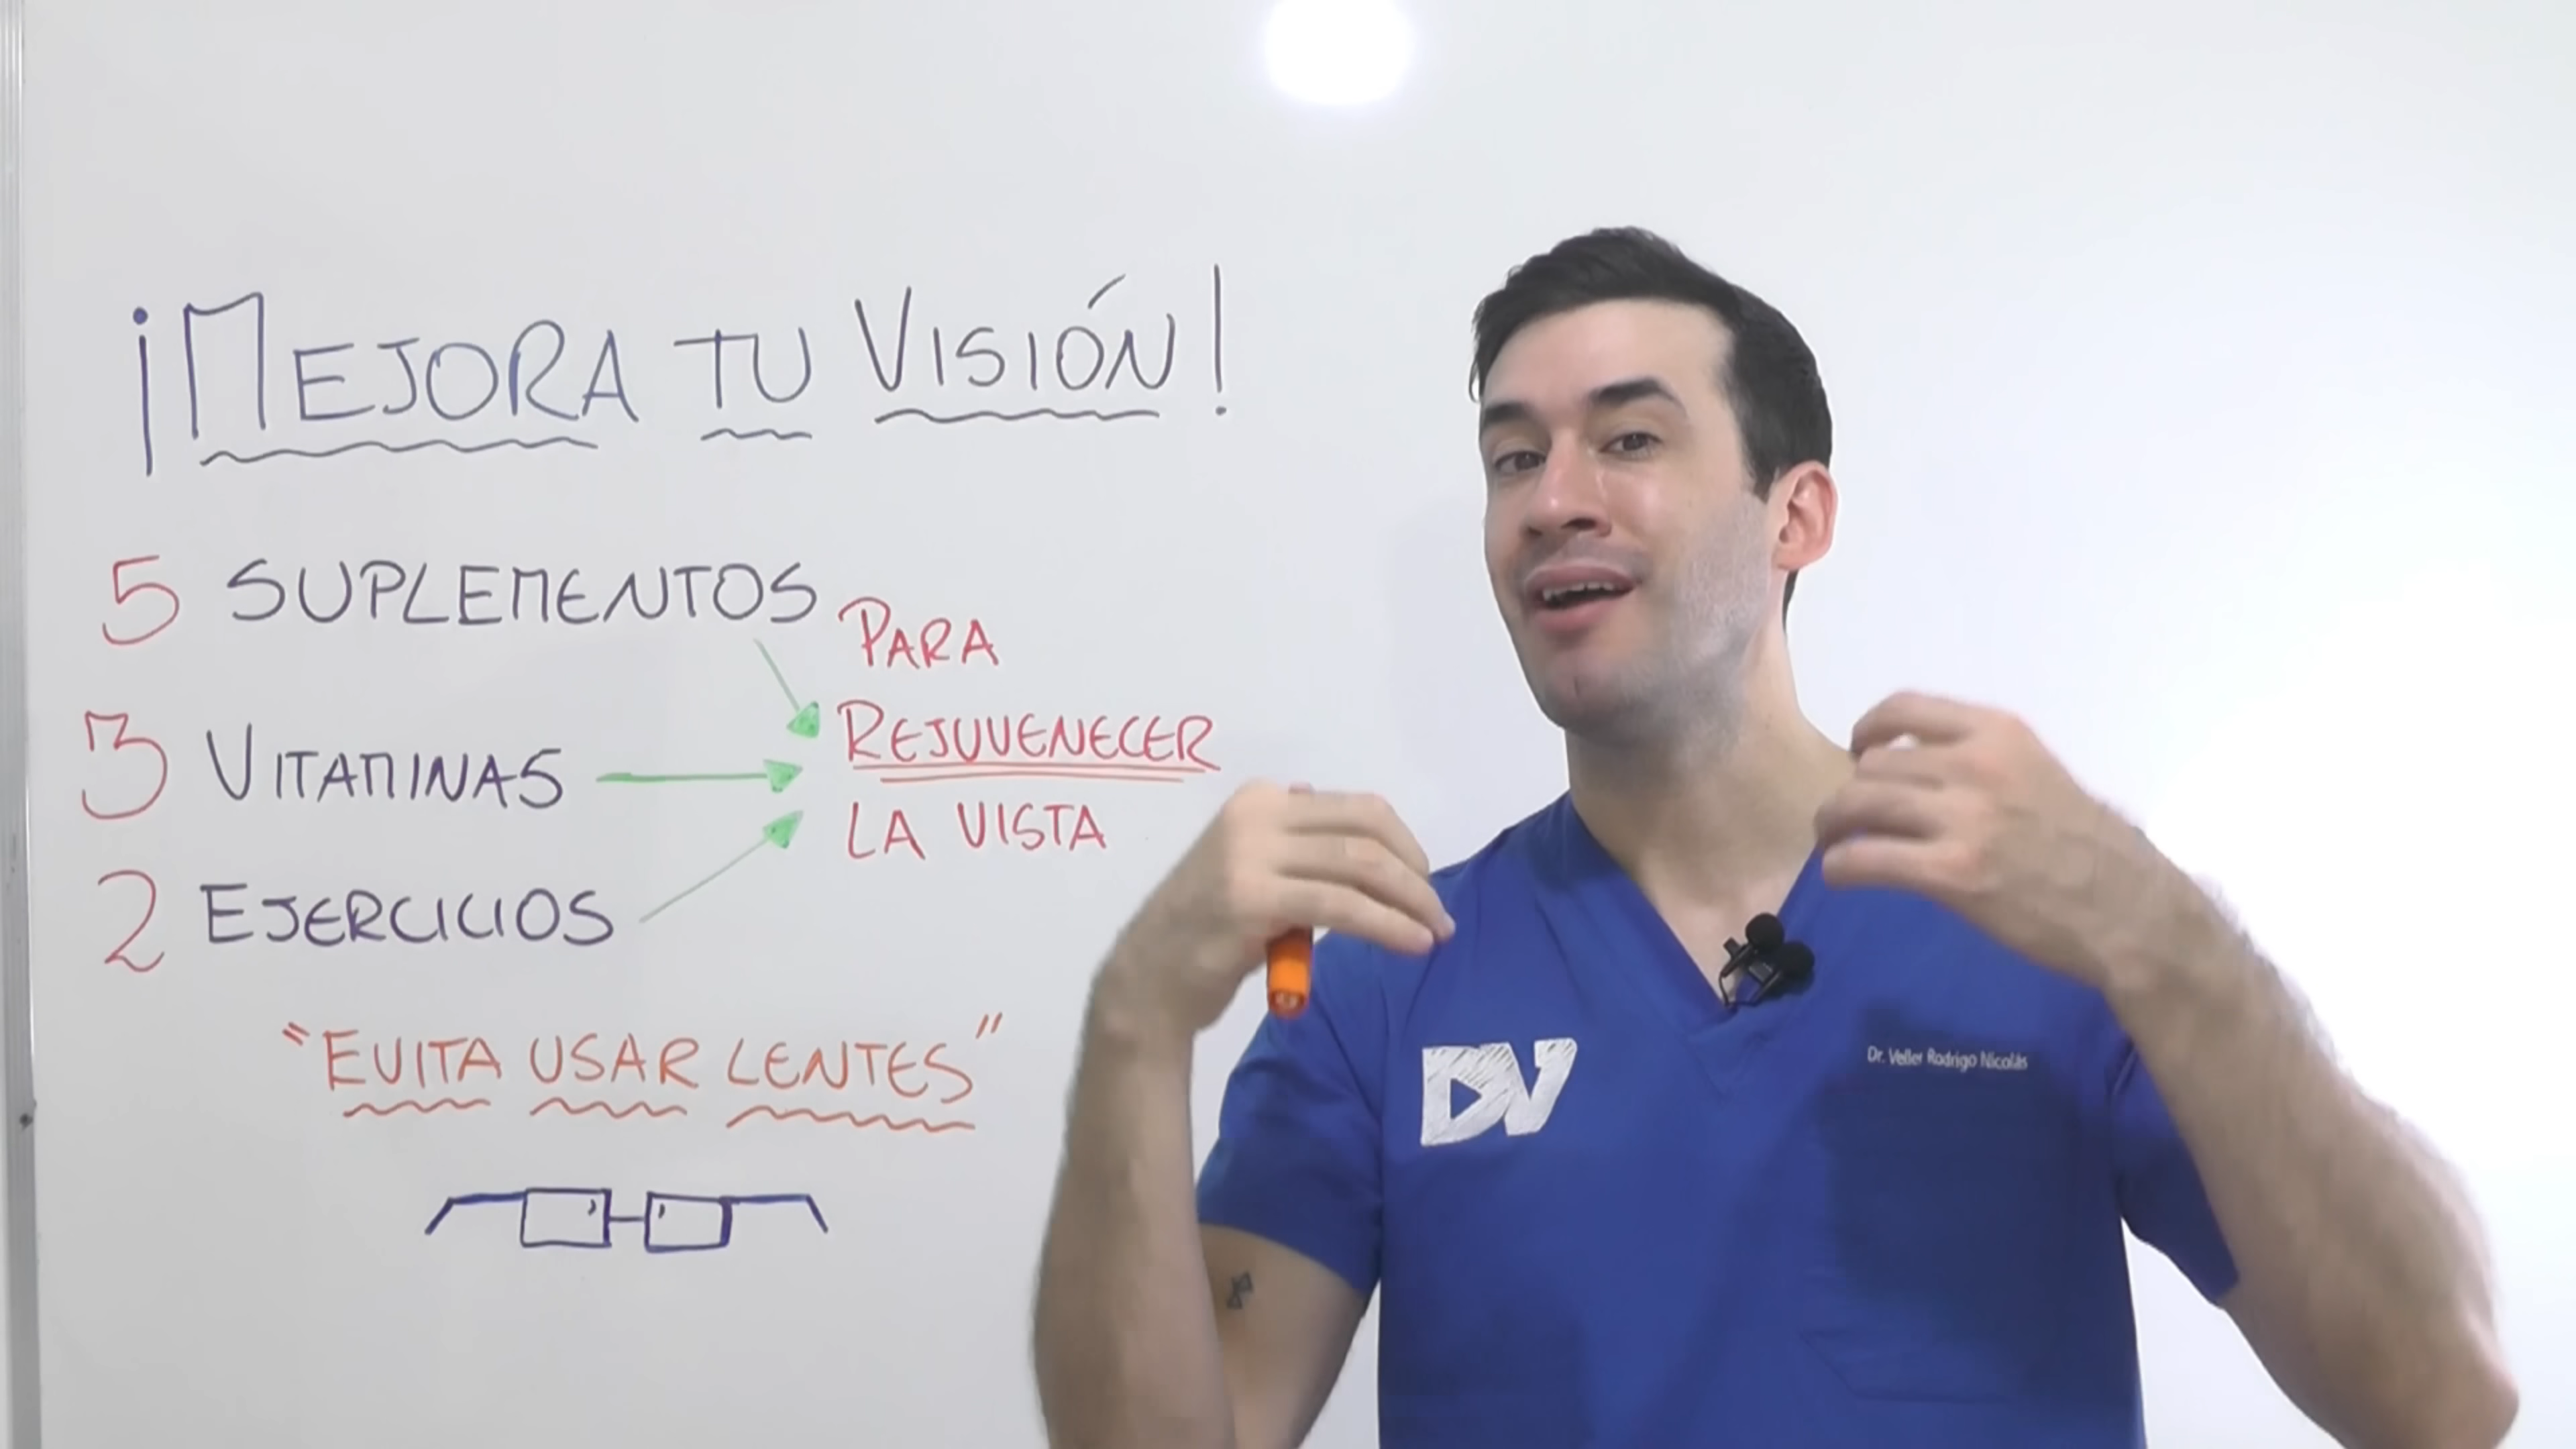 ¡MEJORA TU VISIÓN!
5 SUPLEMENTOS
3 VITAMINAS
2 EJERCICIOS
PARA
REJUVENECER
LA VISTA
"EVITA USAR LENTES"
DV
Dr. Veller Rodrigo Nicolás